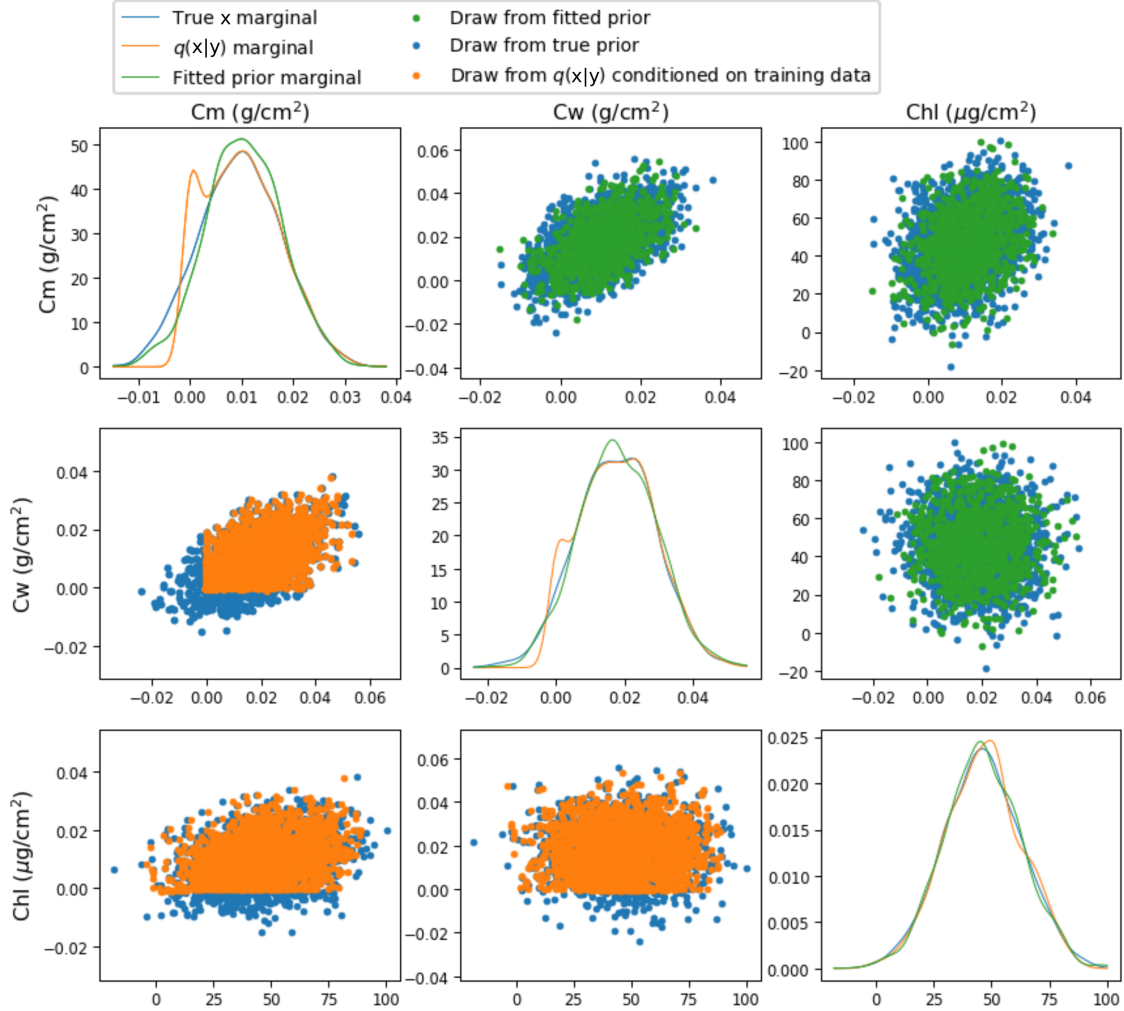 True x marginal
q(x|y) marginal
Fitted prior marginal
Draw from fitted prior
Draw from true prior
Draw from q(x|y) conditioned on training data
Cm (g/cm²)
Cw (g/cm²)
Chl (μg/cm²)
Cm (g/cm²)
50
40
30
20
10
0
−0.01 0.00 0.01 0.02 0.03 0.04
0.06
0.04
0.02
0.00
−0.02
−0.04
−0.02 0.00 0.02 0.04
100
80
60
40
20
0
−20
−0.02 0.00 0.02 0.04
Cw (g/cm²)
0.04
0.02
0.00
−0.02
−0.02 0.00 0.02 0.04 0.06
35
30
25
20
15
10
5
0
−0.02 0.00 0.02 0.04
100
80
60
40
20
0
−20
−0.02 0.00 0.02 0.04 0.06
Chl (μg/cm²)
0.04
0.02
0.00
−0.02
0 25 50 75 100
0.06
0.04
0.02
0.00
−0.02
−0.04
0 25 50 75 100
0.025
0.020
0.015
0.010
0.005
0.000
0 25 50 75 100